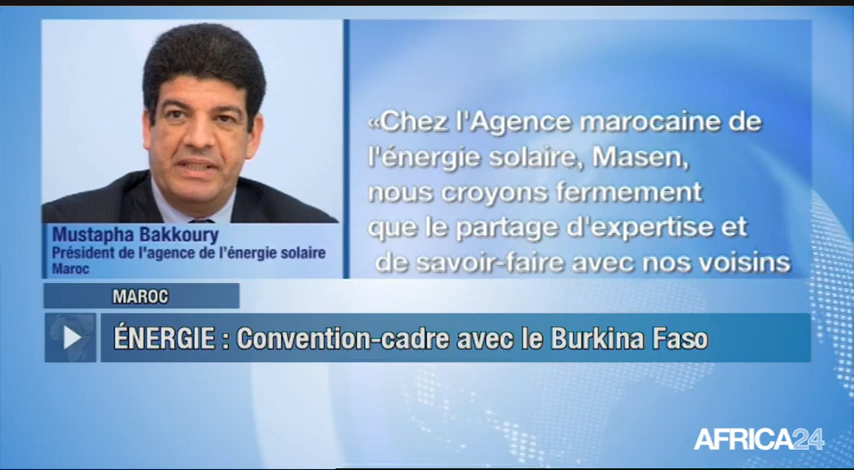 «Chez l'Agence marocaine de
l'énergie solaire, Masen,
nous croyons fermement
que le partage d'expertise et
de savoir-faire avec nos voisins
Mustapha Bakkoury
Président de l'agence de l'énergie solaire
Maroc
MAROC
ÉNERGIE : Convention-cadre avec le Burkina Faso
AFRICA24